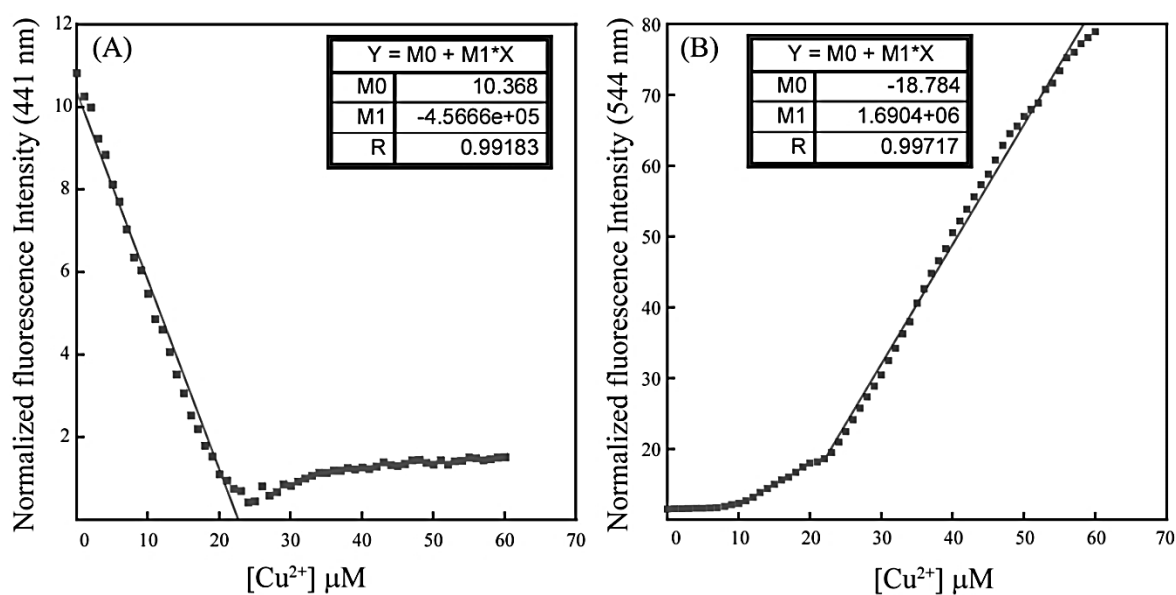 (A)
Normalized fluorescence Intensity (441 nm)
12
10
8
6
4
2
Y = M0 + M1*X
M0 10.368
M1 -4.5666e+05
R 0.99183
0 10 20 30 40 50 60 70
[Cu²⁺] μM
(B)
Normalized fluorescence Intensity (544 nm)
80
70
60
50
40
30
20
Y = M0 + M1*X
M0 -18.784
M1 1.6904+06
R 0.99717
0 10 20 30 40 50 60 70
[Cu²⁺] μM